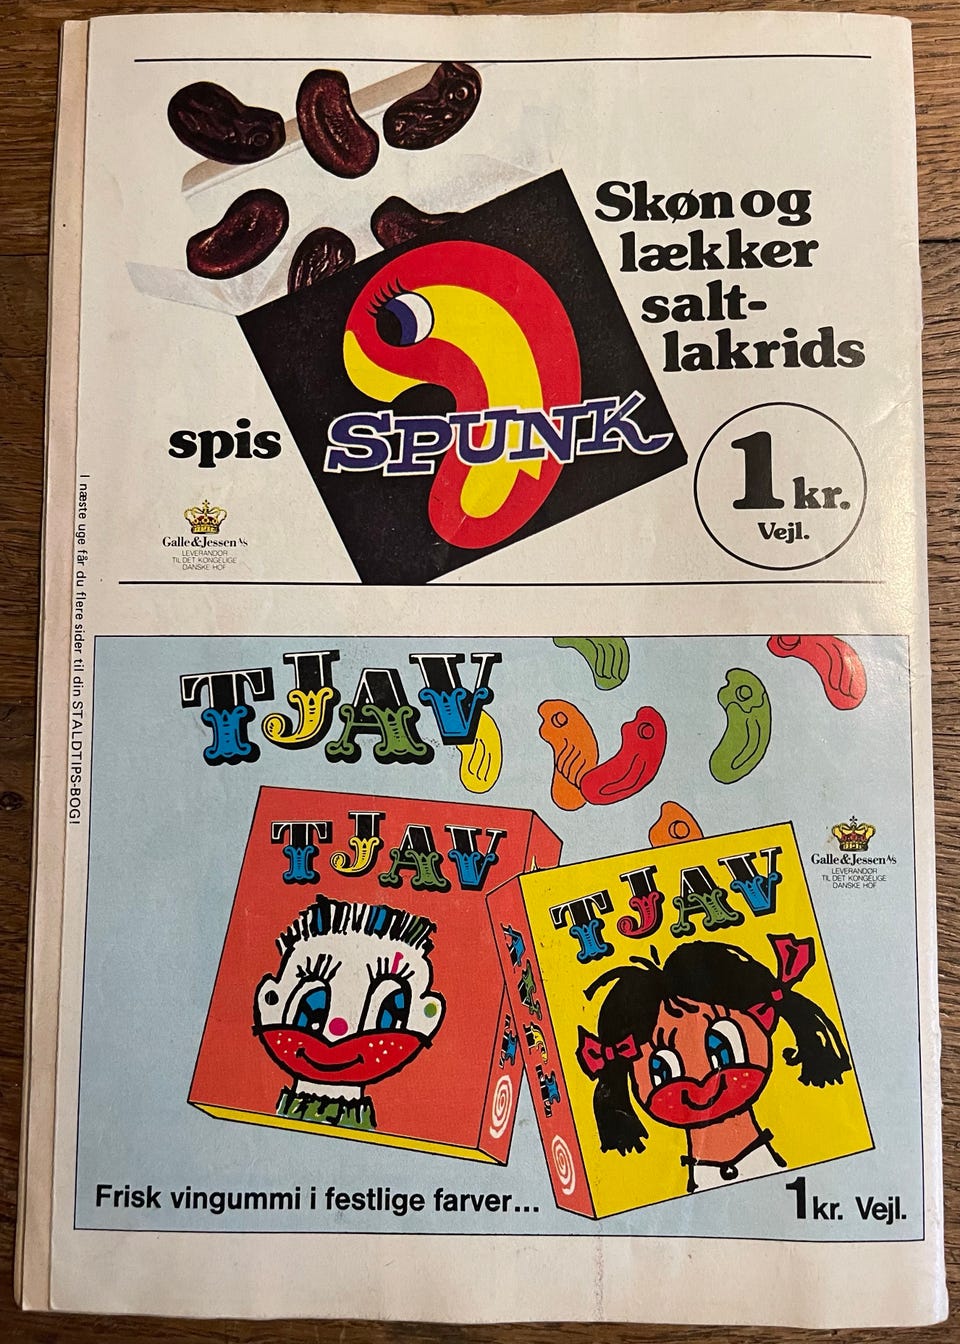 Skøn og
lækker
salt-
lakrids
spis
SPUNK
1 kr.
Vejl.
Galle & Jessen A/S
LEVERANDØR
TIL DET KONGELIGE
DANSKE HOF
I næste uge får du flere sider til din STALDTIPS-BOG!
TJAV
TJAV
TJAV
TJAV
Galle & Jessen A/S
LEVERANDØR
TIL DET KONGELIGE
DANSKE HOF
Frisk vingummi i festlige farver...
1 kr. Vejl.